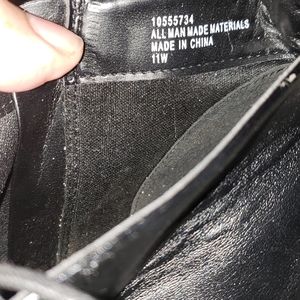 10555734
ALL MAN MADE MATERIALS
MADE IN CHINA
11W